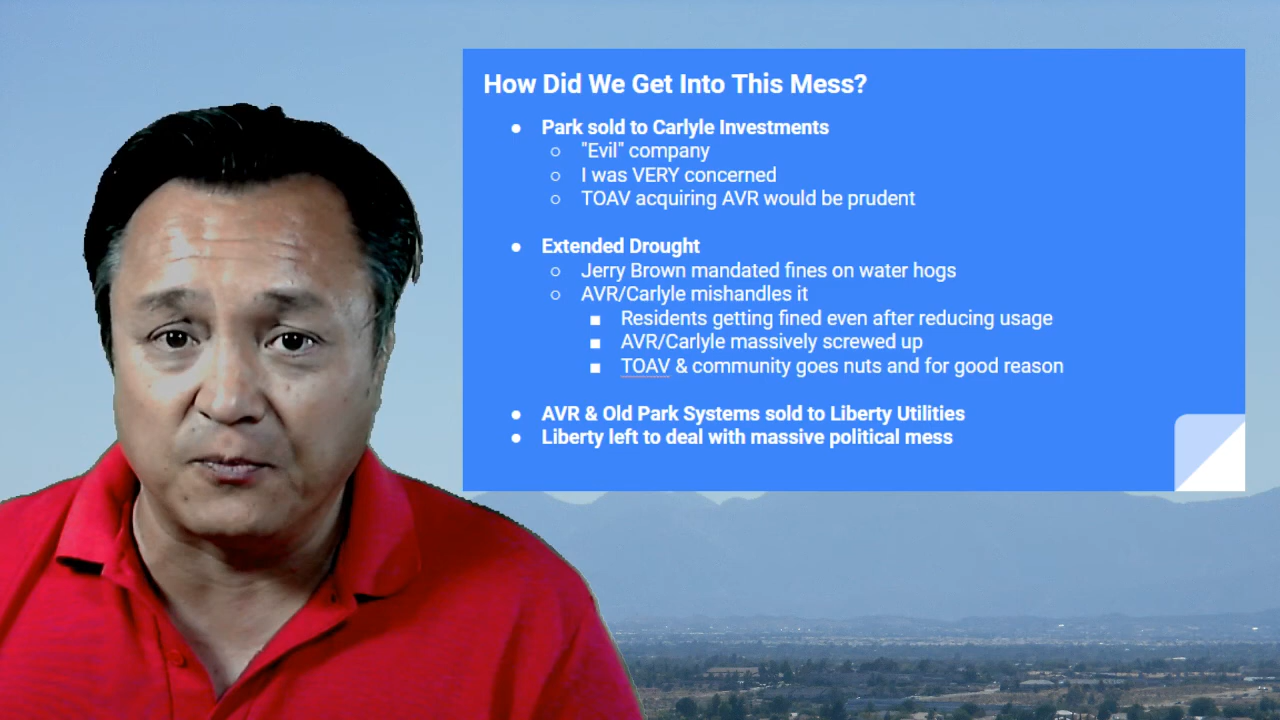 How Did We Get Into This Mess?
● Park sold to Carlyle Investments
○ "Evil" company
○ I was VERY concerned
○ TOAV acquiring AVR would be prudent
● Extended Drought
○ Jerry Brown mandated fines on water hogs
○ AVR/Carlyle mishandles it
■ Residents getting fined even after reducing usage
■ AVR/Carlyle massively screwed up
■ TOAV & community goes nuts and for good reason
● AVR & Old Park Systems sold to Liberty Utilities
● Liberty left to deal with massive political mess